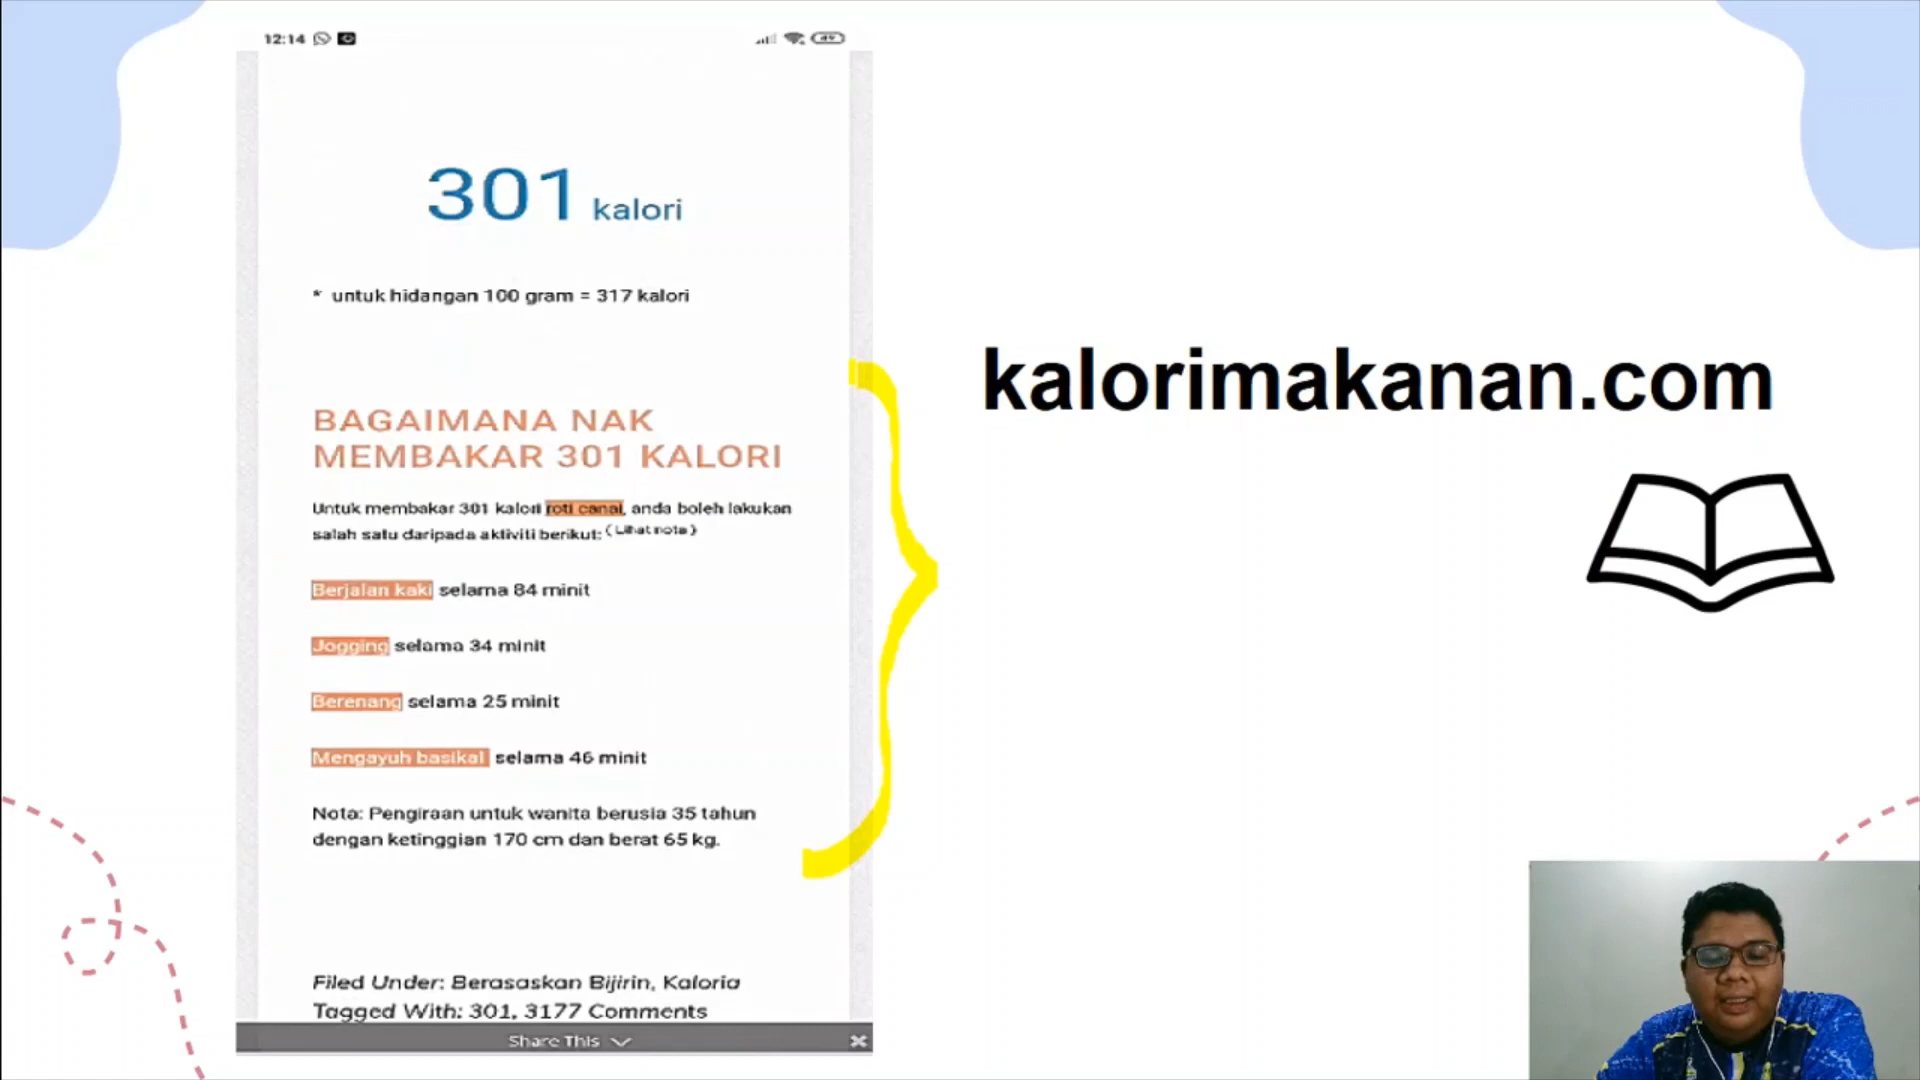 12:14
49
301 kalori
* untuk hidangan 100 gram = 317 kalori
BAGAIMANA NAK
MEMBAKAR 301 KALORI
Untuk membakar 301 kalori roti canai, anda boleh lakukan
salah satu daripada aktiviti berikut: (Lihat nota)
Berjalan kaki selama 84 minit
Jogging selama 34 minit
Berenang selama 25 minit
Mengayuh basikal selama 46 minit
Nota: Pengiraan untuk wanita berusia 35 tahun
dengan ketinggian 170 cm dan berat 65 kg.
Filed Under: Berasaskan Bijirin, Kaloria
Tagged With: 301, 3177 Comments
Share This
kalorimakanan.com